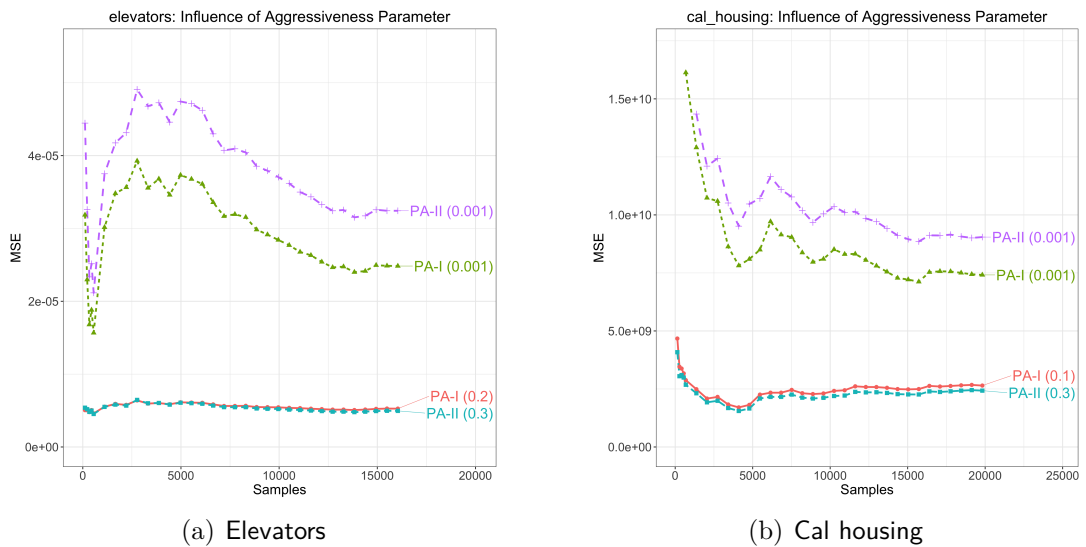 elevators: Influence of Aggressiveness Parameter
MSE
4e-05
2e-05
0e+00
PA-II (0.001)
PA-I (0.001)
PA-I (0.2)
PA-II (0.3)
0 5000 10000 15000 20000
Samples
(a) Elevators
cal_housing: Influence of Aggressiveness Parameter
MSE
1.5e+10
1.0e+10
5.0e+09
0.0e+00
PA-II (0.001)
PA-I (0.001)
PA-I (0.1)
PA-II (0.3)
0 5000 10000 15000 20000 25000
Samples
(b) Cal housing